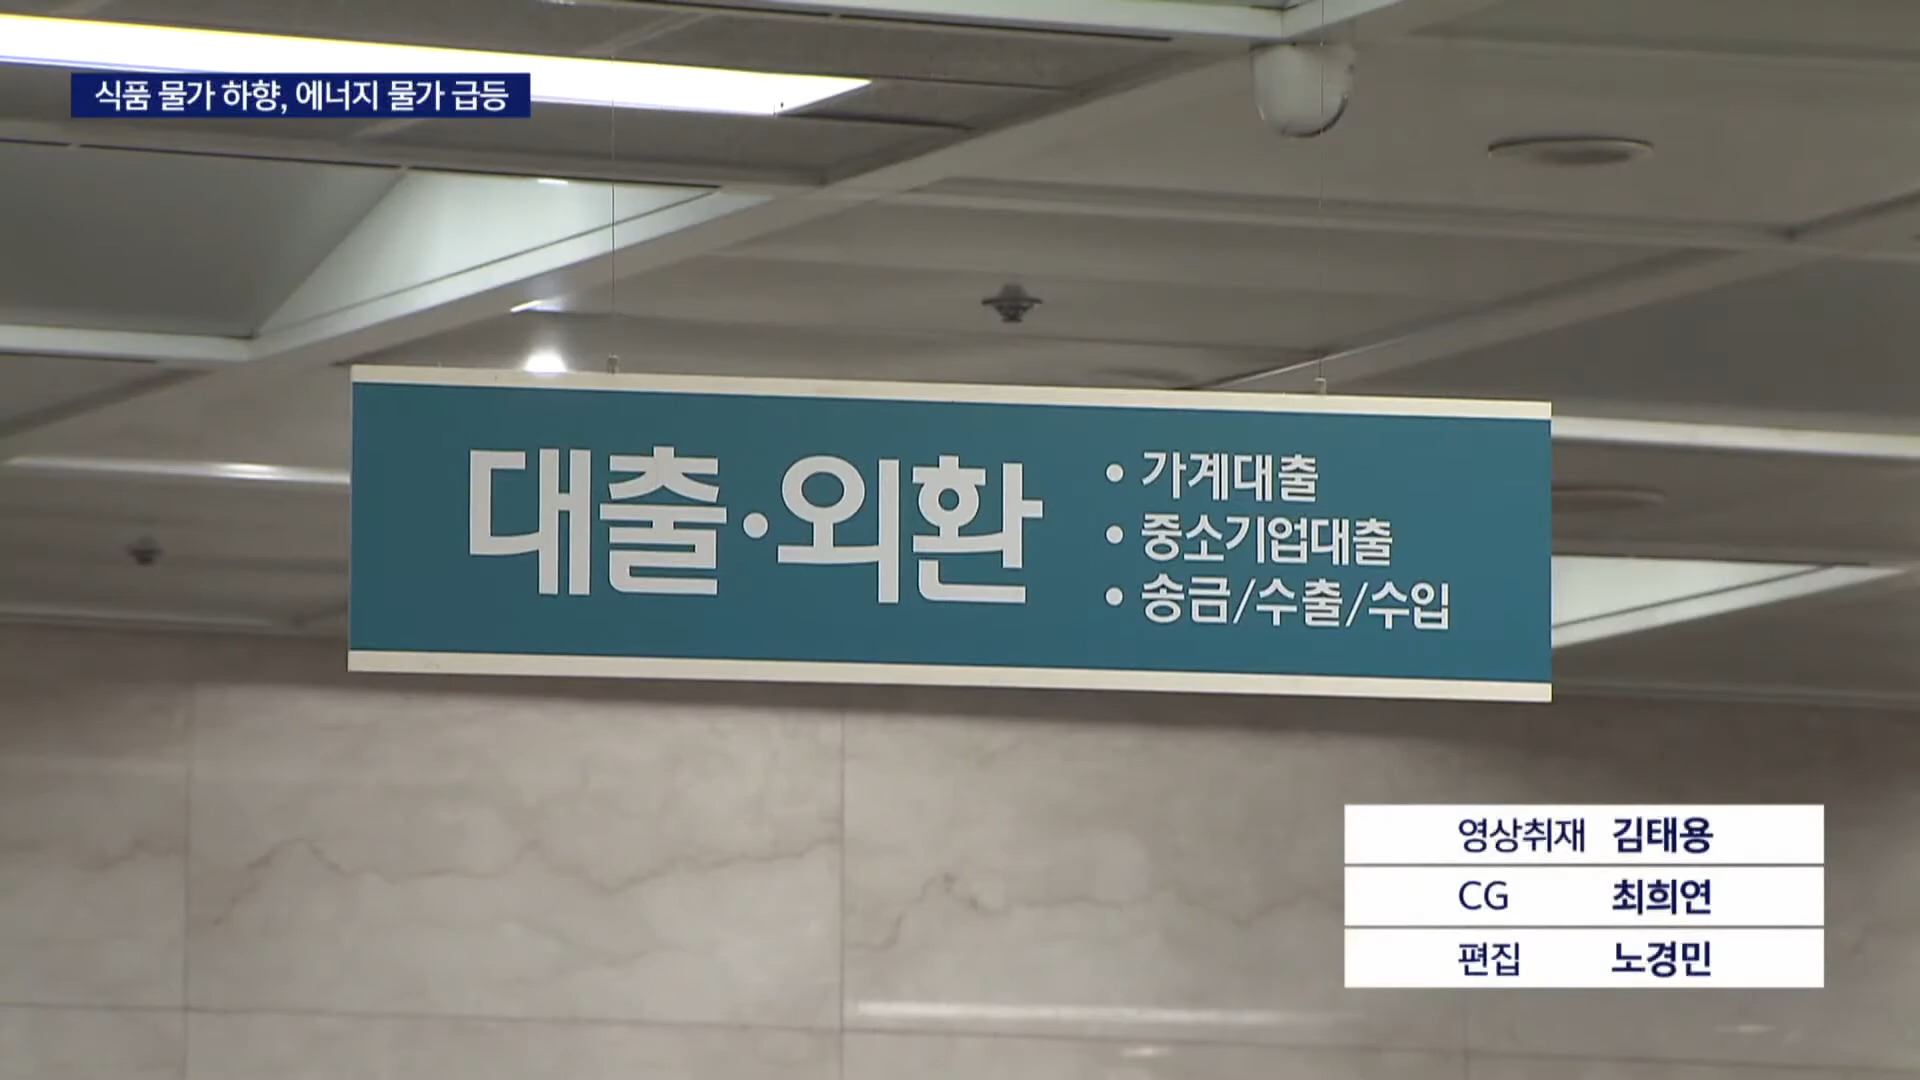 식품 물가 하향, 에너지 물가 급등
대출·외환
• 가계대출
• 중소기업대출
• 송금/수출/수입
영상취재 김태용
CG 최희연
편집 노경민